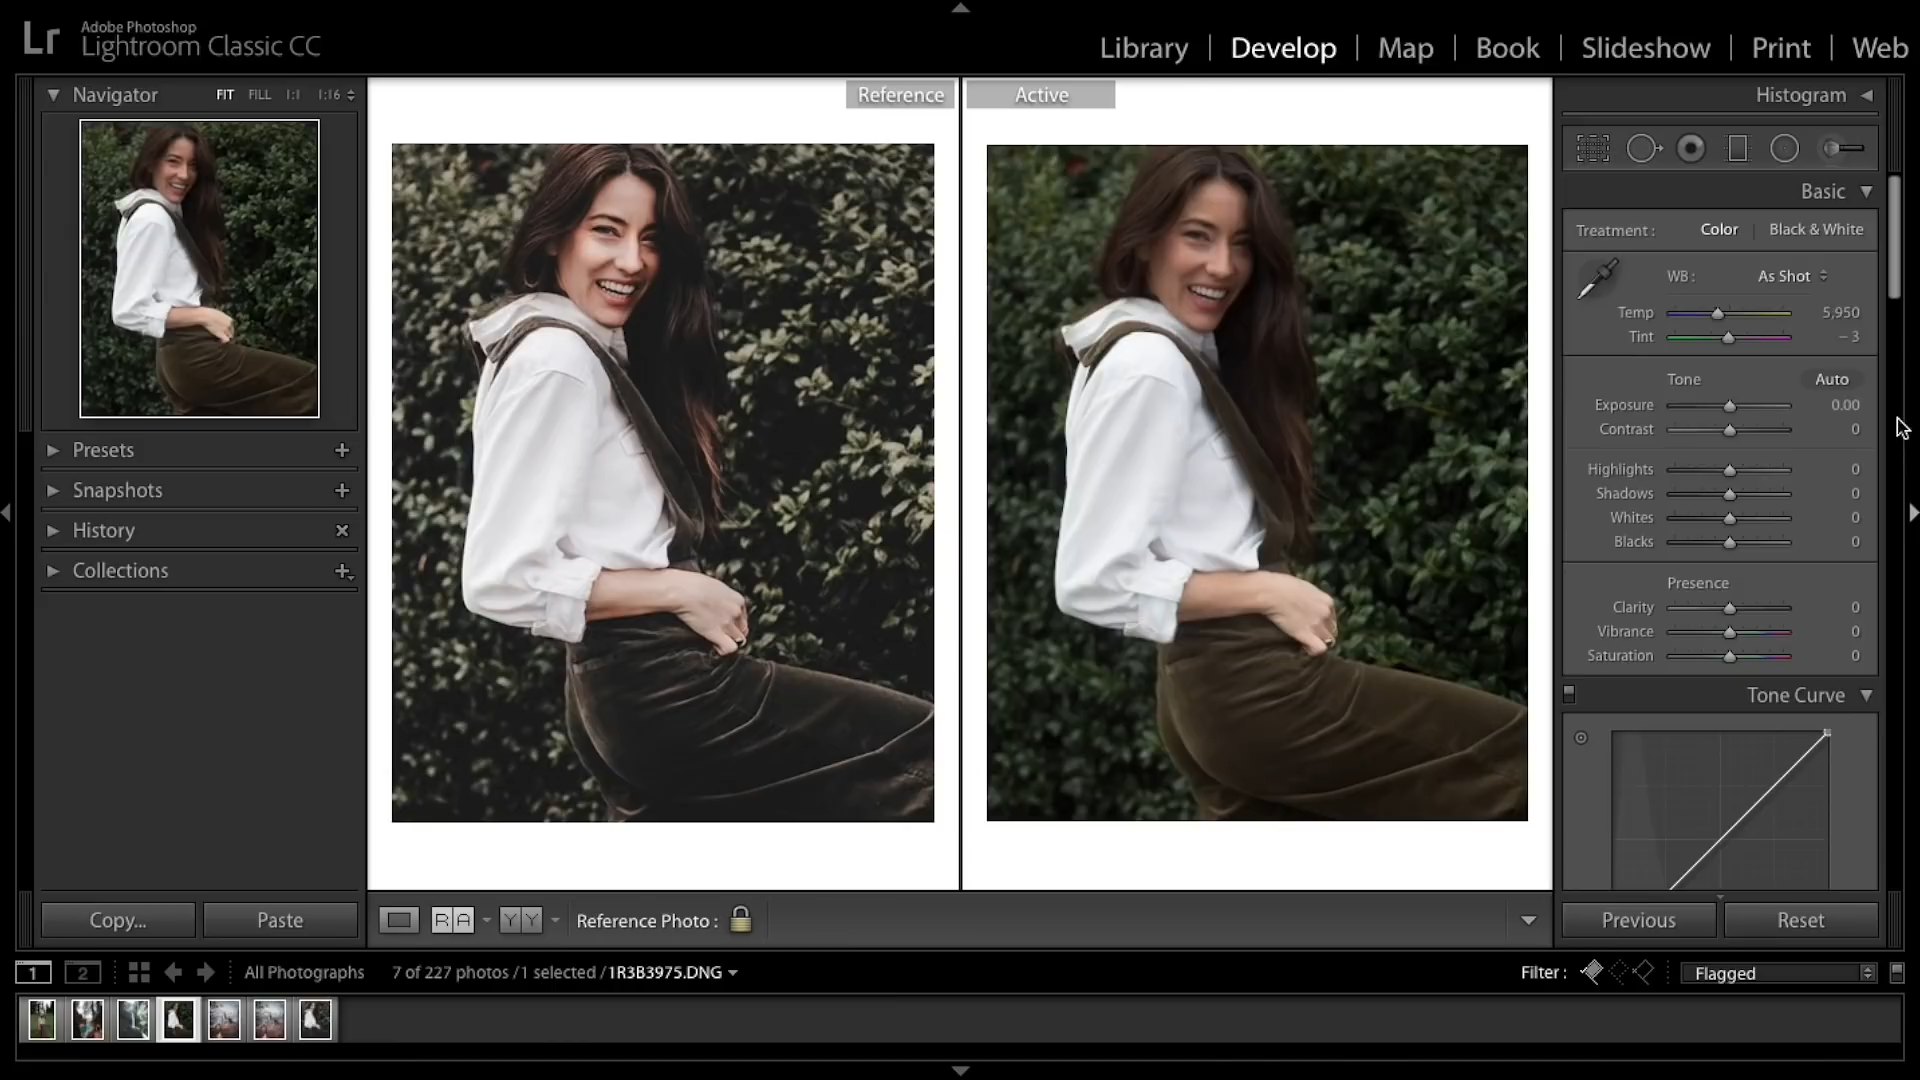 Lr Adobe Photoshop
Lightroom Classic CC
Library | Develop | Map | Book | Slideshow | Print | Web
Navigator FIT FILL 1:1 1:16
Presets
Snapshots
History
Collections
Copy... Paste
Reference Active
RA YY Reference Photo :
Histogram
Basic
Treatment : Color Black & White
WB : As Shot
Temp 5,950
Tint – 3
Tone Auto
Exposure 0.00
Contrast 0
Highlights 0
Shadows 0
Whites 0
Blacks 0
Presence
Clarity 0
Vibrance 0
Saturation 0
Tone Curve
Previous Reset
1 2 All Photographs 7 of 227 photos /1 selected /1R3B3975.DNG Filter : Flagged